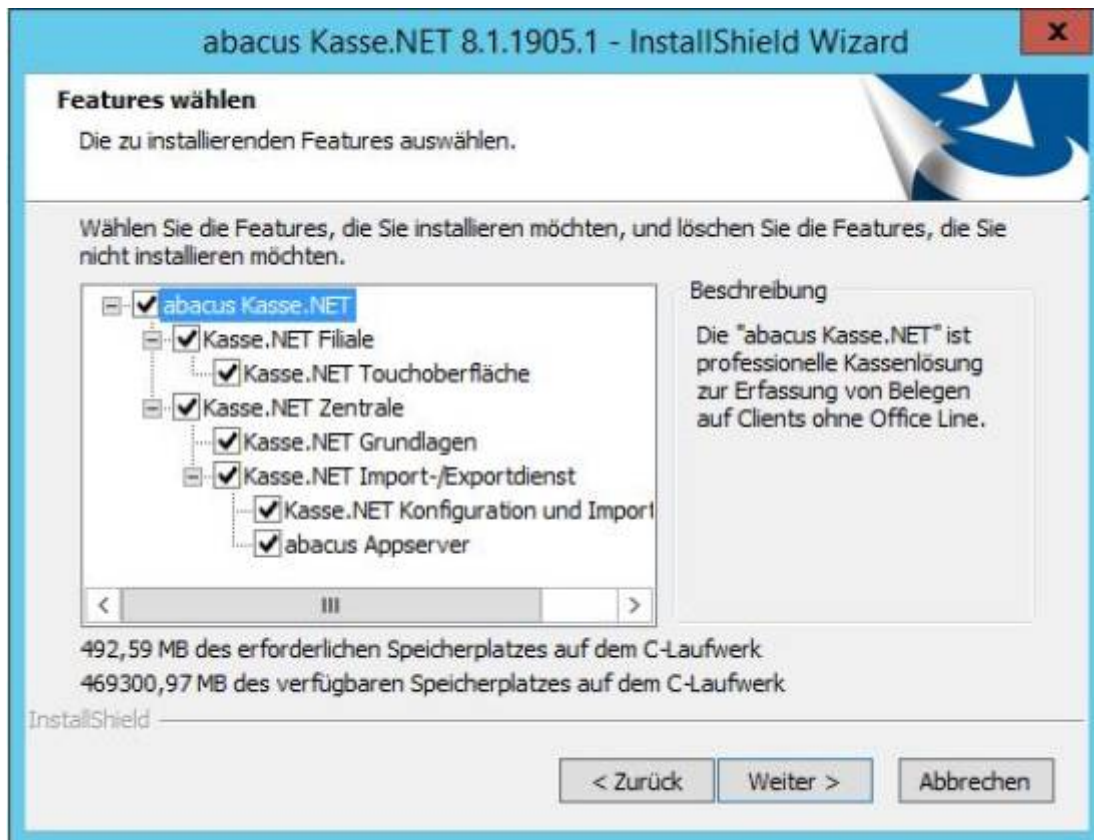 abacus Kasse.NET 8.1.1905.1 - InstallShield Wizard
x
Features wählen
Die zu installierenden Features auswählen.
Wählen Sie die Features, die Sie installieren möchten, und löschen Sie die Features, die Sie
nicht installieren möchten.
abacus Kasse.NET
Kasse.NET Filiale
Kasse.NET Touchoberfläche
Kasse.NET Zentrale
Kasse.NET Grundlagen
Kasse.NET Import-/Exportdienst
Kasse.NET Konfiguration und Import
abacus Appserver
Beschreibung
Die "abacus Kasse.NET" ist
professionelle Kassenlösung
zur Erfassung von Belegen
auf Clients ohne Office Line.
492,59 MB des erforderlichen Speicherplatzes auf dem C-Laufwerk
469300,97 MB des verfügbaren Speicherplatzes auf dem C-Laufwerk
InstallShield
< Zurück
Weiter >
Abbrechen